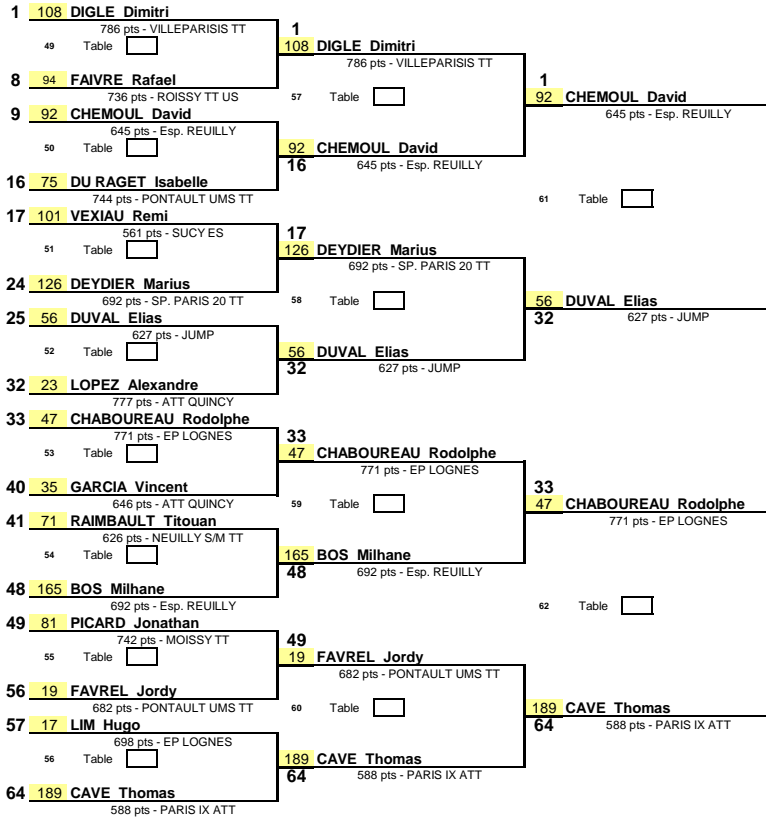 1 108 DIGLE Dimitri
786 pts - VILLEPARISIS TT
49 Table
8 94 FAIVRE Rafael
736 pts - ROISSY TT US
9 92 CHEMOUL David
645 pts - Esp. REUILLY
50 Table
16 75 DU RAGET Isabelle
744 pts - PONTAULT UMS TT
17 101 VEXIAU Remi
561 pts - SUCY ES
51 Table
24 126 DEYDIER Marius
692 pts - SP. PARIS 20 TT
25 56 DUVAL Elias
627 pts - JUMP
52 Table
32 23 LOPEZ Alexandre
777 pts - ATT QUINCY
33 47 CHABOUREAU Rodolphe
771 pts - EP LOGNES
53 Table
40 35 GARCIA Vincent
646 pts - ATT QUINCY
41 71 RAIMBAULT Titouan
626 pts - NEUILLY S/M TT
54 Table
48 165 BOS Milhane
692 pts - Esp. REUILLY
49 81 PICARD Jonathan
742 pts - MOISSY TT
55 Table
56 19 FAVREL Jordy
682 pts - PONTAULT UMS TT
57 17 LIM Hugo
698 pts - EP LOGNES
56 Table
64 189 CAVE Thomas
588 pts - PARIS IX ATT
1
108 DIGLE Dimitri
786 pts - VILLEPARISIS TT
57 Table
92 CHEMOUL David
16 645 pts - Esp. REUILLY
17
126 DEYDIER Marius
692 pts - SP. PARIS 20 TT
58 Table
56 DUVAL Elias
32 627 pts - JUMP
33
47 CHABOUREAU Rodolphe
771 pts - EP LOGNES
59 Table
165 BOS Milhane
48 692 pts - Esp. REUILLY
49
19 FAVREL Jordy
682 pts - PONTAULT UMS TT
60 Table
189 CAVE Thomas
64 588 pts - PARIS IX ATT
1
92 CHEMOUL David
645 pts - Esp. REUILLY
61 Table
56 DUVAL Elias
32 627 pts - JUMP
33
47 CHABOUREAU Rodolphe
771 pts - EP LOGNES
62 Table
189 CAVE Thomas
64 588 pts - PARIS IX ATT